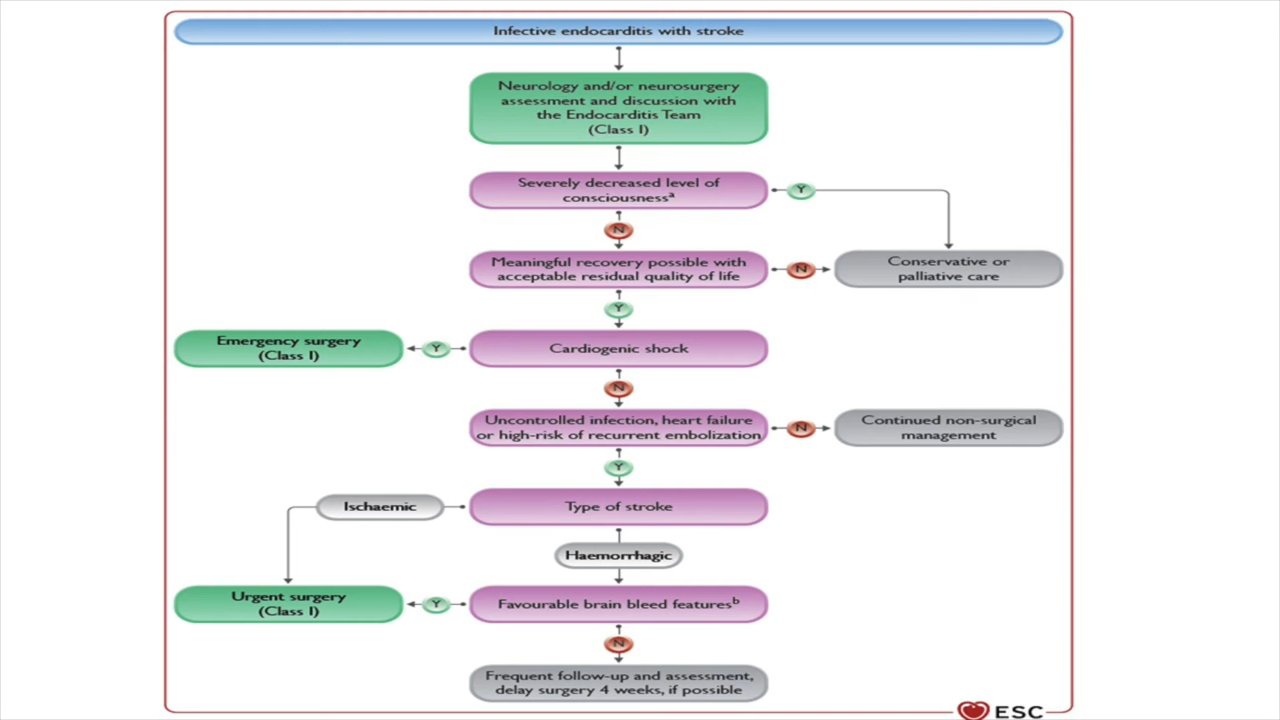 Infective endocarditis with stroke
Neurology and/or neurosurgery
assessment and discussion with
the Endocarditis Team
(Class I)
Severely decreased level of
consciousnessᵃ
Y
N
Meaningful recovery possible with
acceptable residual quality of life
N
Conservative or
palliative care
Y
Emergency surgery
(Class I)
Y
Cardiogenic shock
N
Uncontrolled infection, heart failure
or high-risk of recurrent embolization
N
Continued non-surgical
management
Y
Ischaemic
Type of stroke
Haemorrhagic
Urgent surgery
(Class I)
Y
Favourable brain bleed featuresᵇ
N
Frequent follow-up and assessment,
delay surgery 4 weeks, if possible
ESC